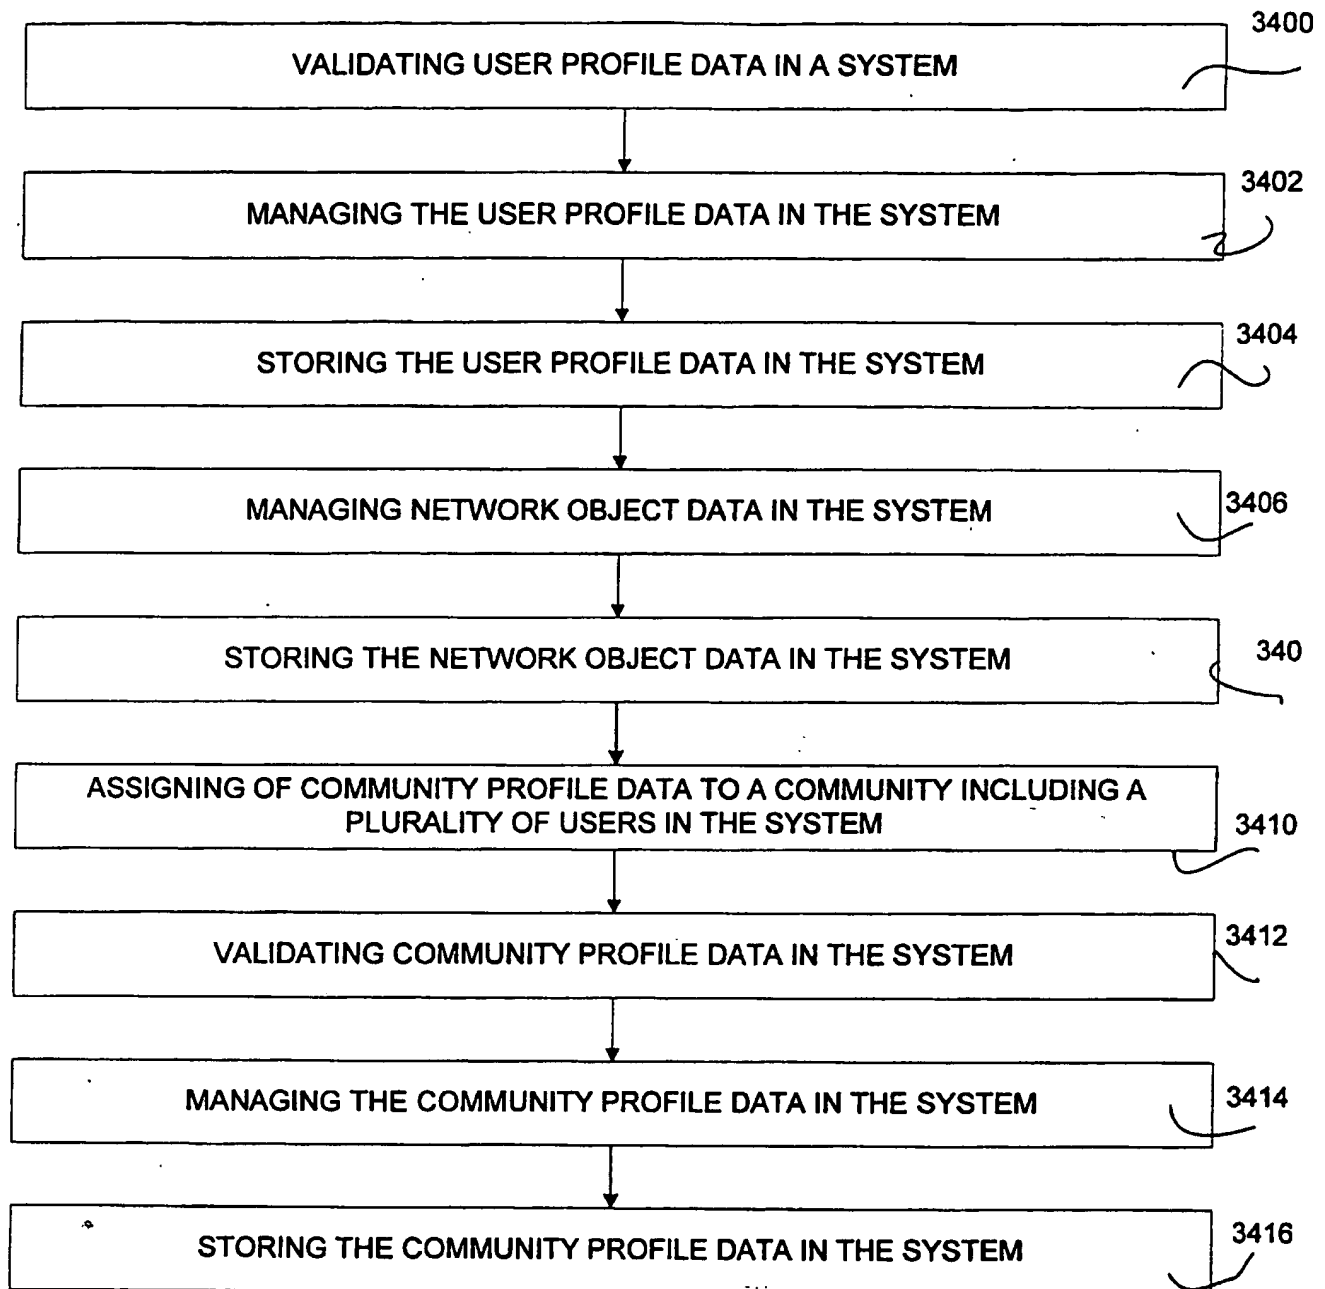 3400
VALIDATING USER PROFILE DATA IN A SYSTEM
3402
MANAGING THE USER PROFILE DATA IN THE SYSTEM
3404
STORING THE USER PROFILE DATA IN THE SYSTEM
3406
MANAGING NETWORK OBJECT DATA IN THE SYSTEM
340
STORING THE NETWORK OBJECT DATA IN THE SYSTEM
ASSIGNING OF COMMUNITY PROFILE DATA TO A COMMUNITY INCLUDING A
PLURALITY OF USERS IN THE SYSTEM
3410
3412
VALIDATING COMMUNITY PROFILE DATA IN THE SYSTEM
3414
MANAGING THE COMMUNITY PROFILE DATA IN THE SYSTEM
3416
STORING THE COMMUNITY PROFILE DATA IN THE SYSTEM